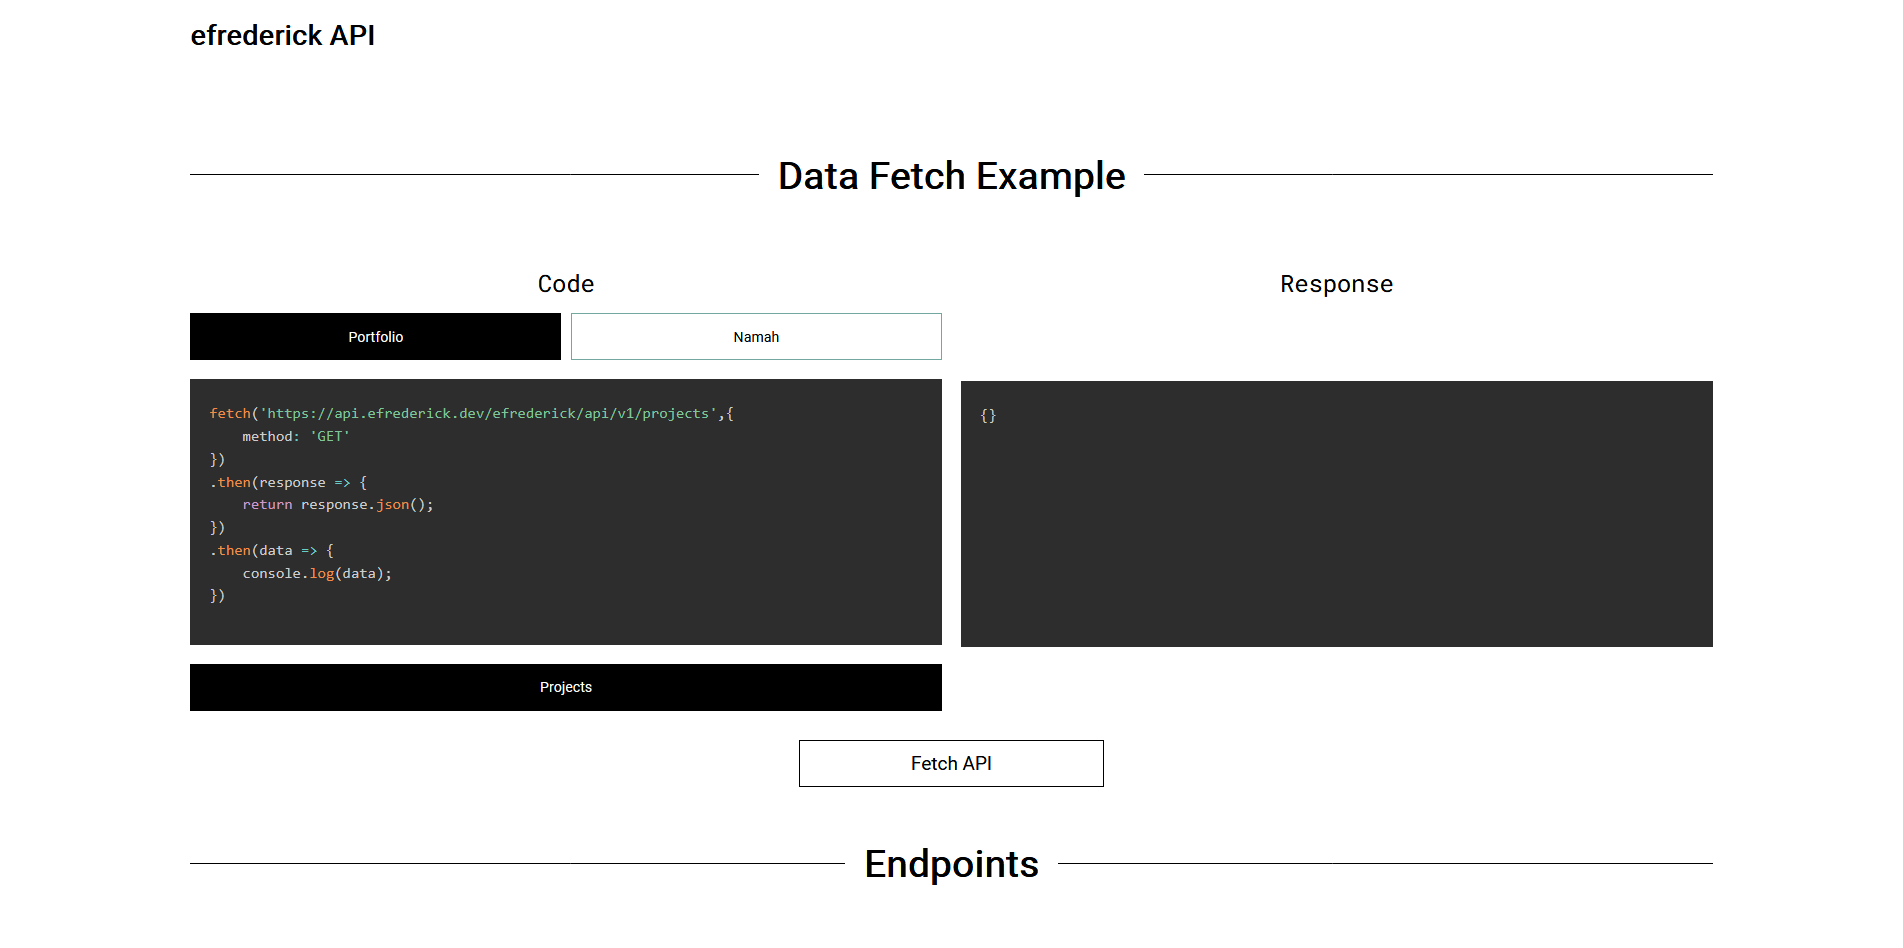 efrederick API
Data Fetch Example
Code
Response
Portfolio
Namah
fetch('https://api.efrederick.dev/efrederick/api/v1/projects',{
    method: 'GET'
})
.then(response => {
    return response.json();
})
.then(data => {
    console.log(data);
})
{}
Projects
Fetch API
Endpoints